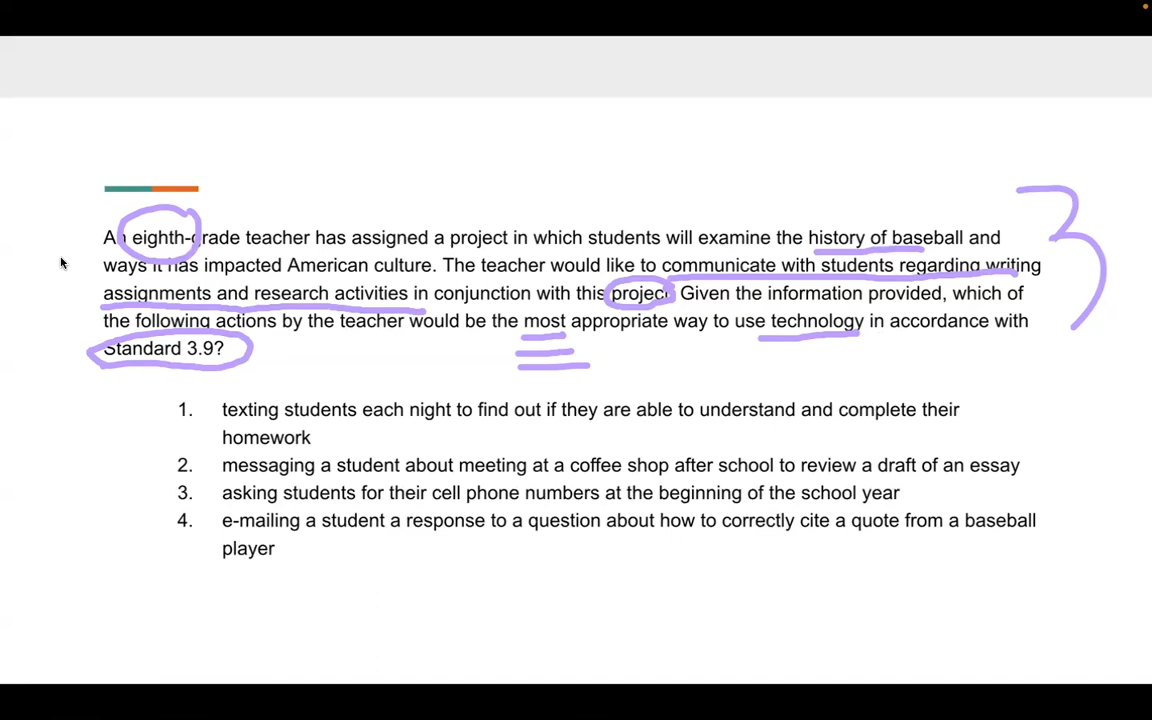 An eighth-grade teacher has assigned a project in which students will examine the history of baseball and
ways it has impacted American culture. The teacher would like to communicate with students regarding writing
assignments and research activities in conjunction with this project. Given the information provided, which of
the following actions by the teacher would be the most appropriate way to use technology in accordance with
Standard 3.9?
1. texting students each night to find out if they are able to understand and complete their
homework
2. messaging a student about meeting at a coffee shop after school to review a draft of an essay
3. asking students for their cell phone numbers at the beginning of the school year
4. e-mailing a student a response to a question about how to correctly cite a quote from a baseball
player